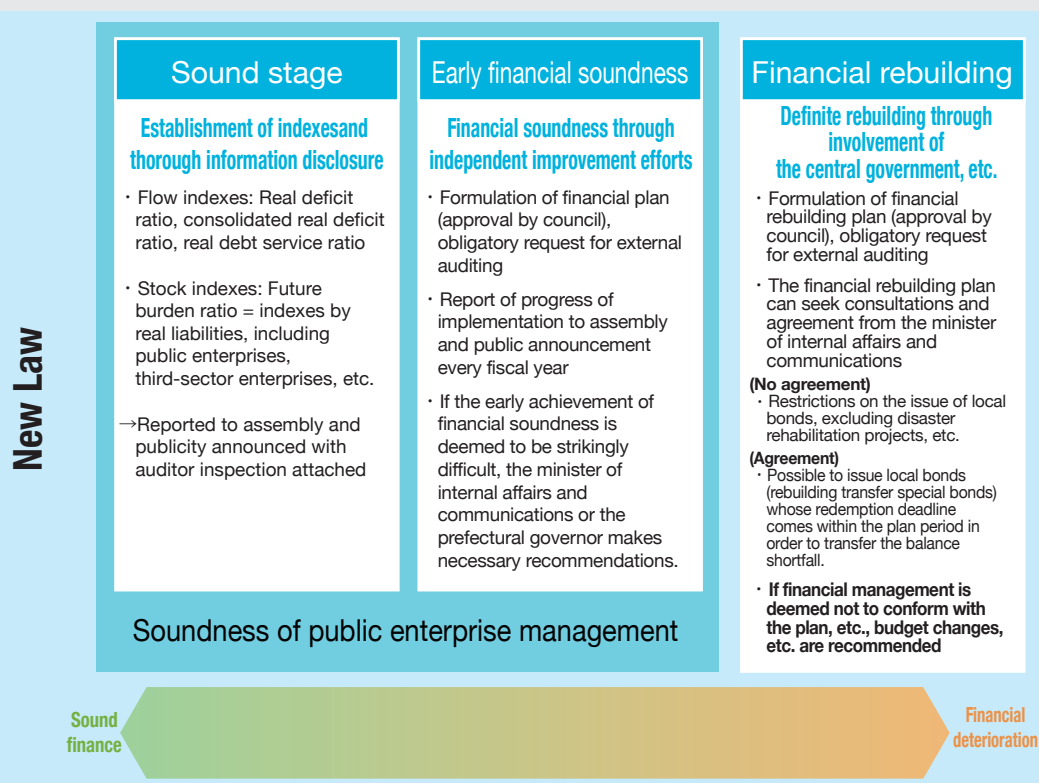 New Law
Sound stage
Establishment of indexesand
thorough information disclosure
・Flow indexes: Real deficit
ratio, consolidated real deficit
ratio, real debt service ratio
・Stock indexes: Future
burden ratio = indexes by
real liabilities, including
public enterprises,
third-sector enterprises, etc.
→Reported to assembly and
publicity announced with
auditor inspection attached
Early financial soundness
Financial soundness through
independent improvement efforts
・Formulation of financial plan
(approval by council),
obligatory request for external
auditing
・Report of progress of
implementation to assembly
and public announcement
every fiscal year
・If the early achievement of
financial soundness is
deemed to be strikingly
difficult, the minister of
internal affairs and
communications or the
prefectural governor makes
necessary recommendations.
Soundness of public enterprise management
Financial rebuilding
Definite rebuilding through
involvement of
the central government, etc.
・Formulation of financial
rebuilding plan (approval by
council), obligatory request
for external auditing
・The financial rebuilding plan
can seek consultations and
agreement from the minister
of internal affairs and
communications
(No agreement)
・Restrictions on the issue of local
bonds, excluding disaster
rehabilitation projects, etc.
(Agreement)
・Possible to issue local bonds
(rebuilding transfer special bonds)
whose redemption deadline
comes within the plan period in
order to transfer the balance
shortfall.
・If financial management is
deemed not to conform with
the plan, etc., budget changes,
etc. are recommended
Sound
finance
Financial
deterioration